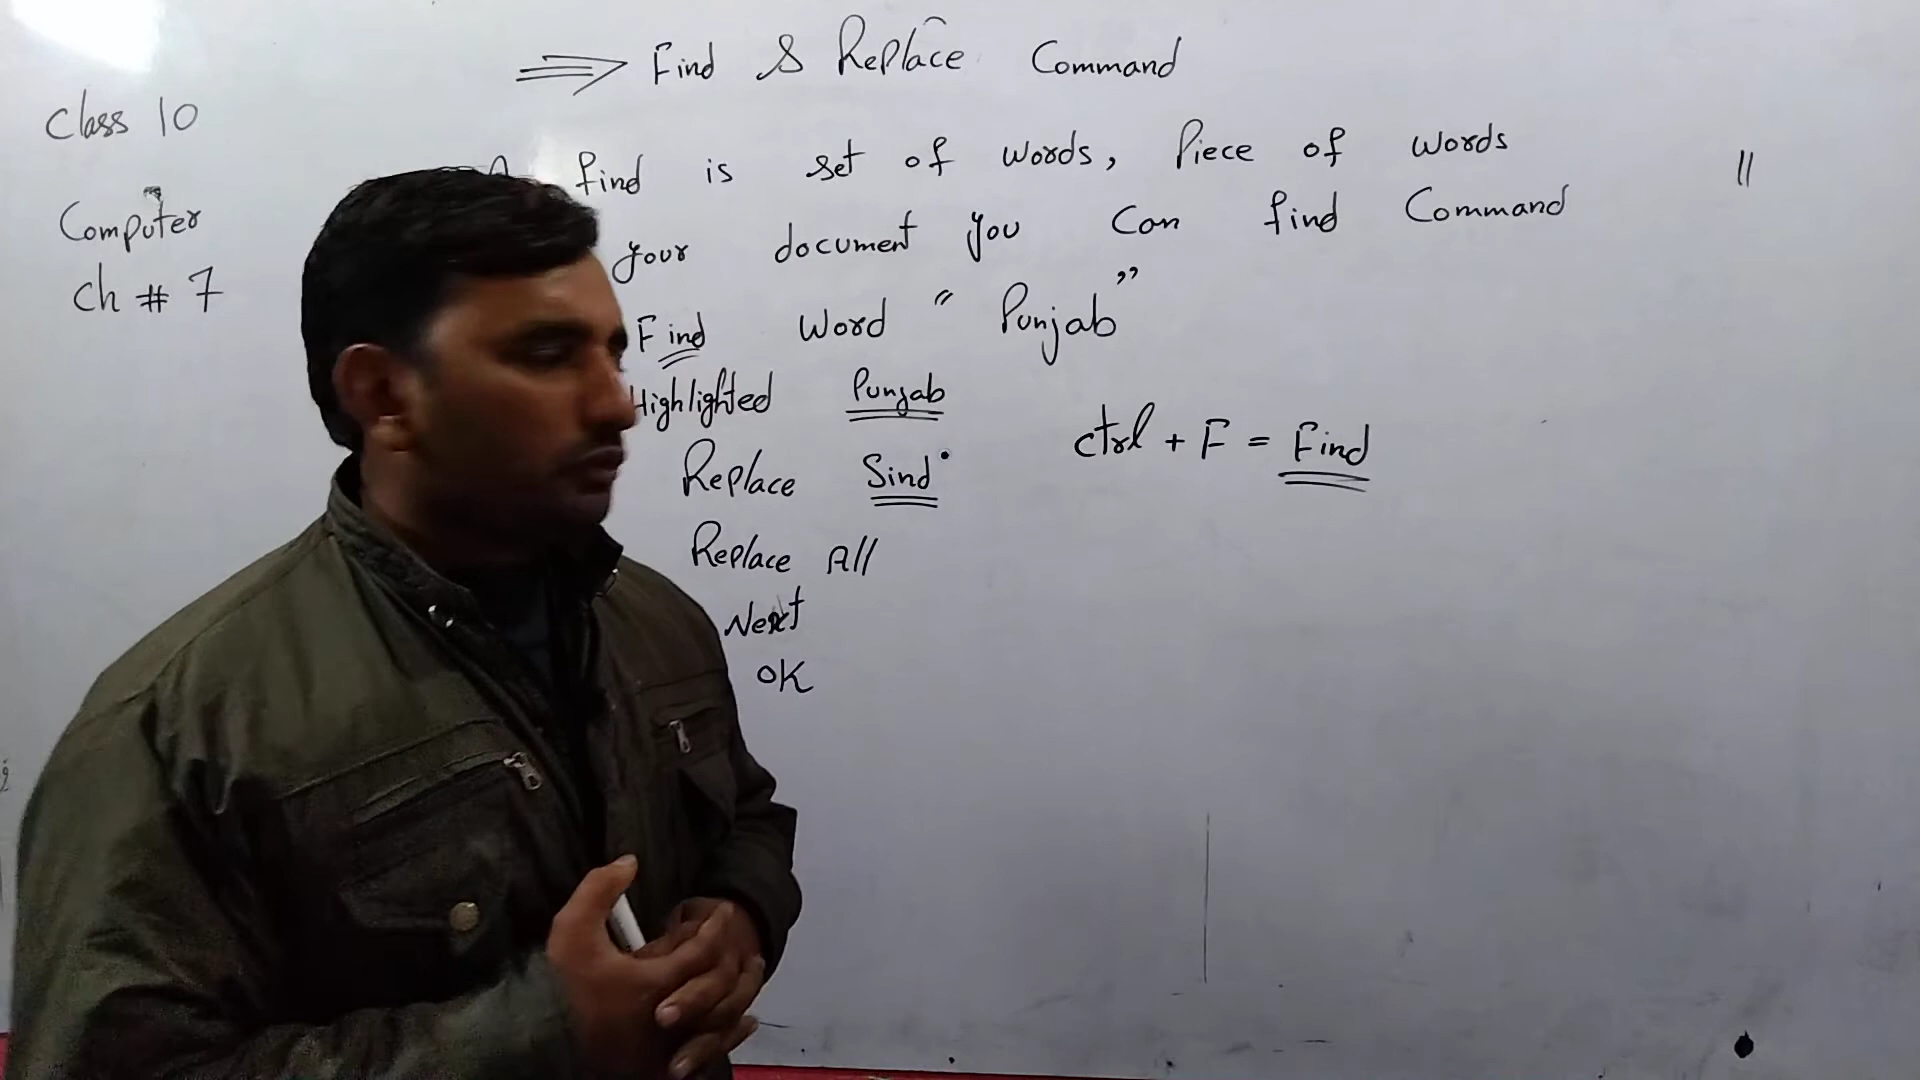 ⇒ Find & Replace Command
Class 10
Computer
Ch # 7
find is set of words, Piece of words
your document you Can find Command
Find Word "Punjab"
Highlighted Punjab
Replace Sind
Replace All
Next
OK
ctrl + F = Find